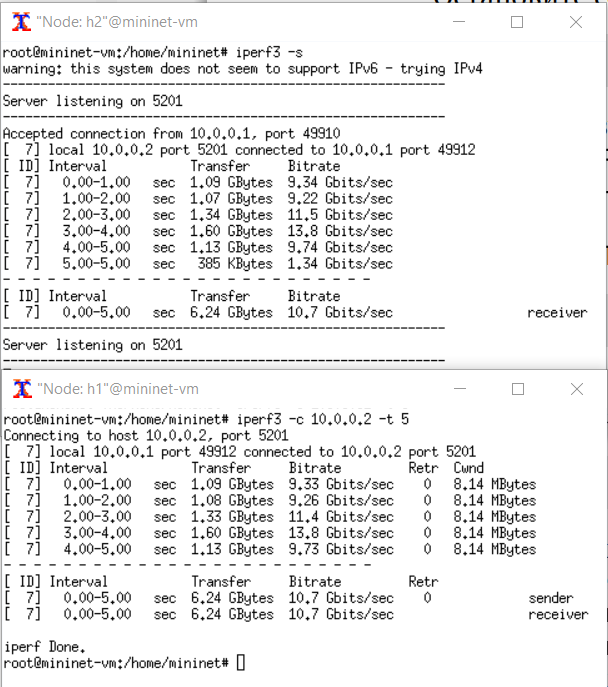 "Node: h2"@mininet-vm
root@mininet-vm:/home/mininet# iperf3 -s
warning: this system does not seem to support IPv6 - trying IPv4
-----------------------------------------------------------
Server listening on 5201
-----------------------------------------------------------
Accepted connection from 10.0.0.1, port 49910
[  7] local 10.0.0.2 port 5201 connected to 10.0.0.1 port 49912
[ ID] Interval           Transfer     Bitrate
[  7]   0.00-1.00   sec  1.09 GBytes  9.34 Gbits/sec
[  7]   1.00-2.00   sec  1.07 GBytes  9.22 Gbits/sec
[  7]   2.00-3.00   sec  1.34 GBytes  11.5 Gbits/sec
[  7]   3.00-4.00   sec  1.60 GBytes  13.8 Gbits/sec
[  7]   4.00-5.00   sec  1.13 GBytes  9.74 Gbits/sec
[  7]   5.00-5.00   sec   385 KBytes  1.34 Gbits/sec
- - - - - - - - - - - - - - - - - - - - - - - - -
[ ID] Interval           Transfer     Bitrate
[  7]   0.00-5.00   sec  6.24 GBytes  10.7 Gbits/sec                  receiver
-----------------------------------------------------------
Server listening on 5201
-----------------------------------------------------------
"Node: h1"@mininet-vm
root@mininet-vm:/home/mininet# iperf3 -c 10.0.0.2 -t 5
Connecting to host 10.0.0.2, port 5201
[  7] local 10.0.0.1 port 49912 connected to 10.0.0.2 port 5201
[ ID] Interval           Transfer     Bitrate         Retr  Cwnd
[  7]   0.00-1.00   sec  1.09 GBytes  9.33 Gbits/sec    0   8.14 MBytes
[  7]   1.00-2.00   sec  1.08 GBytes  9.26 Gbits/sec    0   8.14 MBytes
[  7]   2.00-3.00   sec  1.33 GBytes  11.4 Gbits/sec    0   8.14 MBytes
[  7]   3.00-4.00   sec  1.60 GBytes  13.8 Gbits/sec    0   8.14 MBytes
[  7]   4.00-5.00   sec  1.13 GBytes  9.73 Gbits/sec    0   8.14 MBytes
- - - - - - - - - - - - - - - - - - - - - - - - -
[ ID] Interval           Transfer     Bitrate         Retr
[  7]   0.00-5.00   sec  6.24 GBytes  10.7 Gbits/sec    0             sender
[  7]   0.00-5.00   sec  6.24 GBytes  10.7 Gbits/sec                  receiver
iperf Done.
root@mininet-vm:/home/mininet#